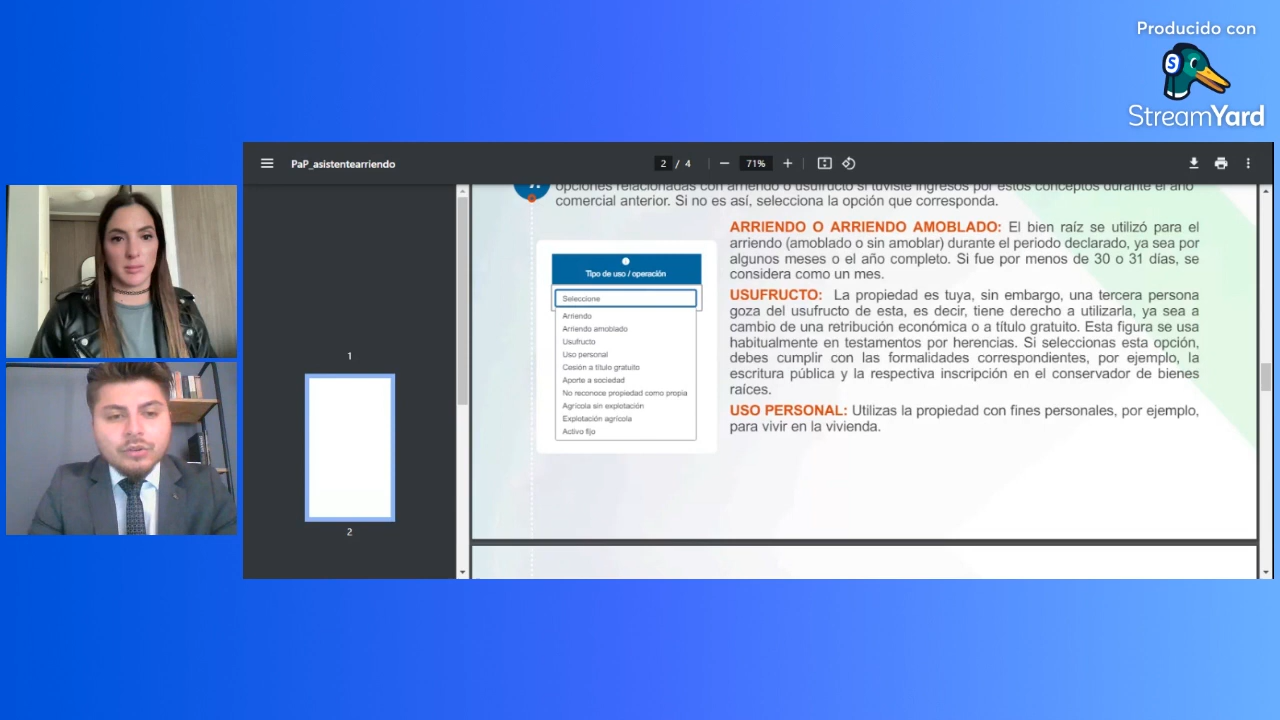 Producido con
StreamYard
PaP_asistentearriendo
2 / 4
71%
opciones relacionadas con arriendo o usufructo si tuviste ingresos por estos conceptos durante el año
comercial anterior. Si no es así, selecciona la opción que corresponda.
Tipo de uso / operación
Seleccione
Arriendo
Arriendo amoblado
Usufructo
Uso personal
Cesión a título gratuito
Aporte a sociedad
No reconoce propiedad como propia
Agrícola sin explotación
Explotación agrícola
Activo fijo
ARRIENDO O ARRIENDO AMOBLADO: El bien raíz se utilizó para el
arriendo (amoblado o sin amoblar) durante el periodo declarado, ya sea por
algunos meses o el año completo. Si fue por menos de 30 o 31 días, se
considera como un mes.
USUFRUCTO: La propiedad es tuya, sin embargo, una tercera persona
goza del usufructo de esta, es decir, tiene derecho a utilizarla, ya sea a
cambio de una retribución económica o a título gratuito. Esta figura se usa
habitualmente en testamentos por herencias. Si seleccionas esta opción,
debes cumplir con las formalidades correspondientes, por ejemplo, la
escritura pública y la respectiva inscripción en el conservador de bienes
raíces.
USO PERSONAL: Utilizas la propiedad con fines personales, por ejemplo,
para vivir en la vivienda.
1
2